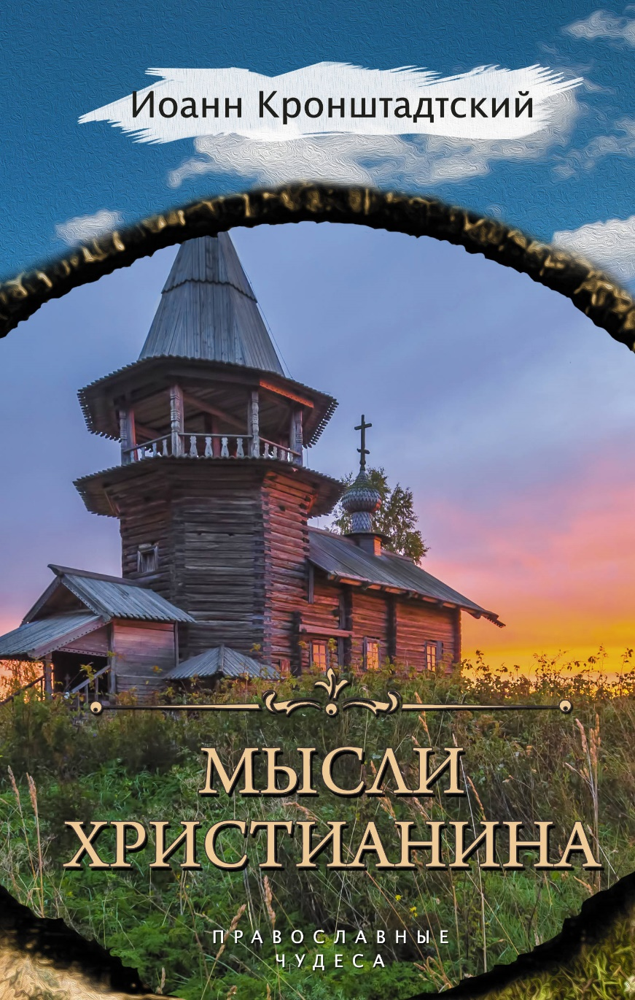 Иоанн Кронштадтский
МЫСЛИ
ХРИСТИАНИНА
ПРАВОСЛАВНЫЕ
ЧУДЕСА